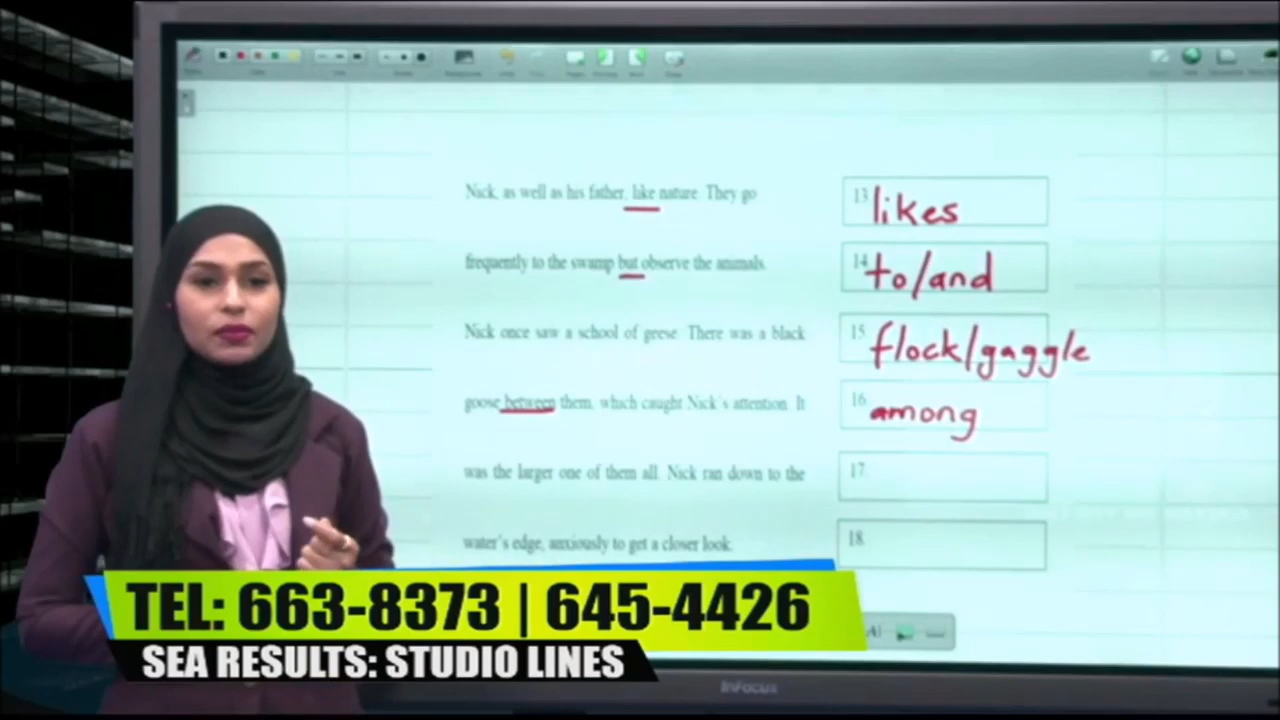 Nick, as well as his father, like nature. They go
13. likes
frequently to the swamp but observe the animals.
14. to/and
Nick once saw a school of geese. There was a black
15. flock/gaggle
goose between them, which caught Nick's attention. It
16. among
was the larger one of them all. Nick ran down to the
17.
water's edge, anxiously to get a closer look.
18.
TEL: 663-8373 | 645-4426
SEA RESULTS: STUDIO LINES
InFocus